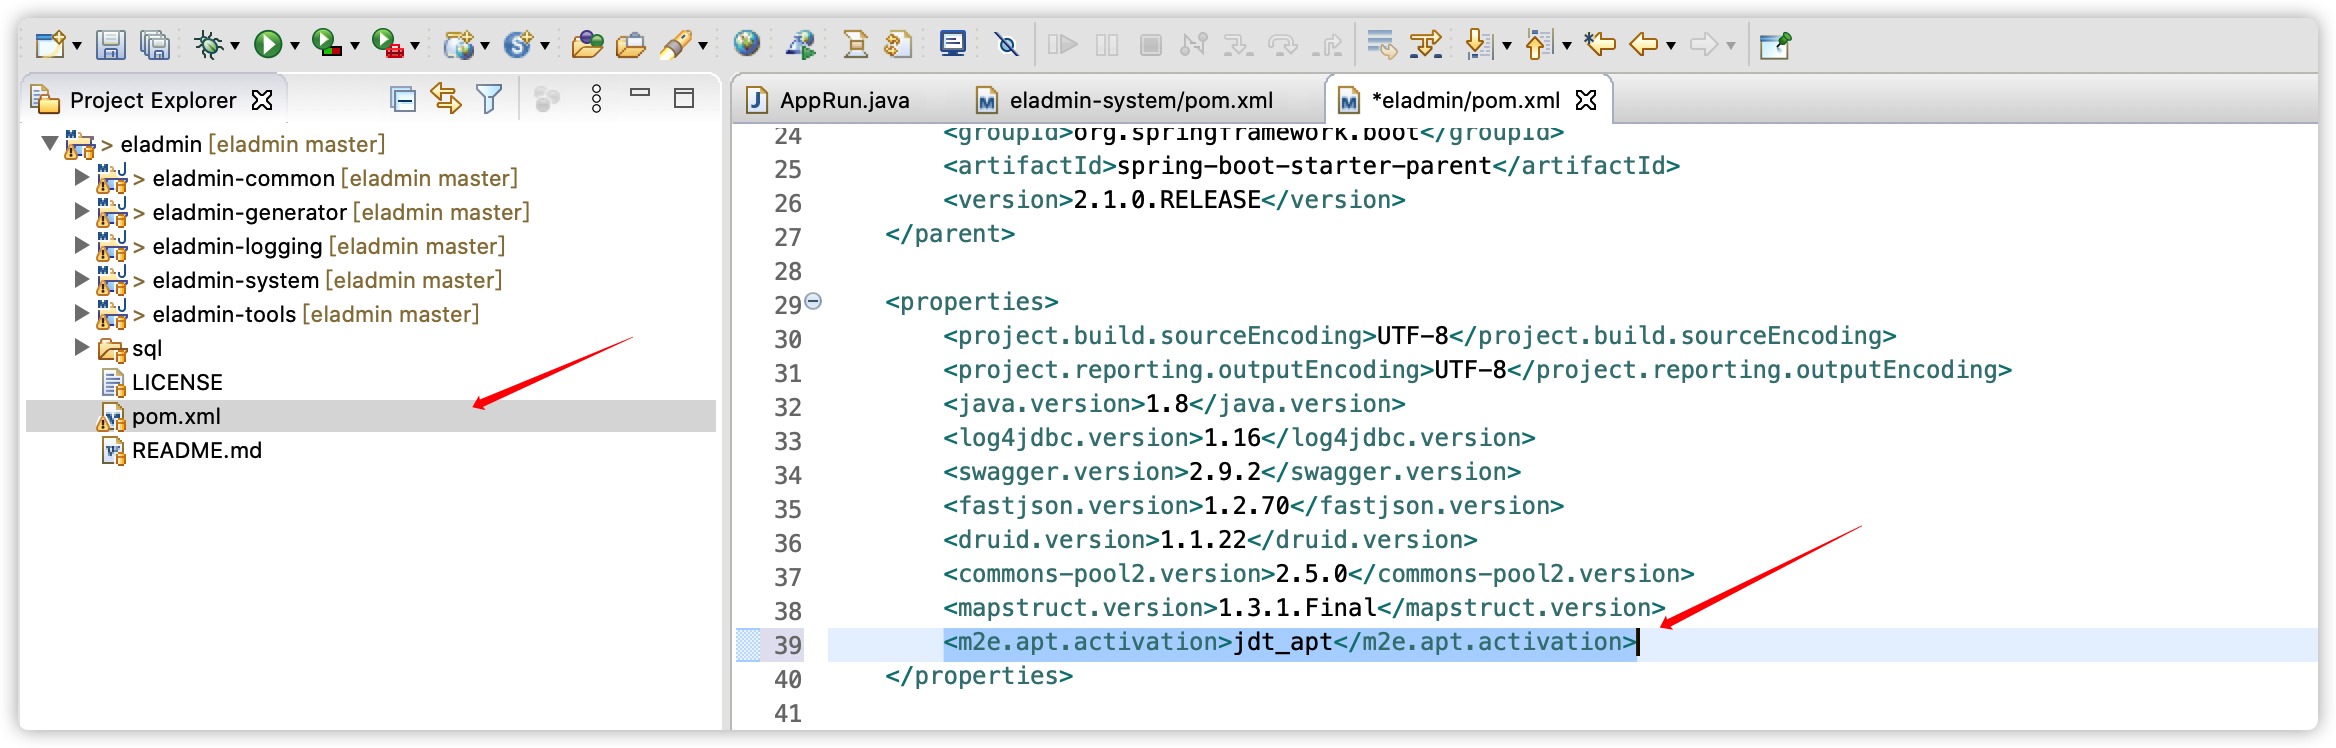 Project Explorer
> eladmin [eladmin master]
> eladmin-common [eladmin master]
> eladmin-generator [eladmin master]
> eladmin-logging [eladmin master]
> eladmin-system [eladmin master]
> eladmin-tools [eladmin master]
sql
LICENSE
pom.xml
README.md
AppRun.java
eladmin-system/pom.xml
*eladmin/pom.xml
24 <groupId>org.springframework.boot</groupId>
25 <artifactId>spring-boot-starter-parent</artifactId>
26 <version>2.1.0.RELEASE</version>
27 </parent>
28
29 <properties>
30 <project.build.sourceEncoding>UTF-8</project.build.sourceEncoding>
31 <project.reporting.outputEncoding>UTF-8</project.reporting.outputEncoding>
32 <java.version>1.8</java.version>
33 <log4jdbc.version>1.16</log4jdbc.version>
34 <swagger.version>2.9.2</swagger.version>
35 <fastjson.version>1.2.70</fastjson.version>
36 <druid.version>1.1.22</druid.version>
37 <commons-pool2.version>2.5.0</commons-pool2.version>
38 <mapstruct.version>1.3.1.Final</mapstruct.version>
39 <m2e.apt.activation>jdt_apt</m2e.apt.activation>
40 </properties>
41